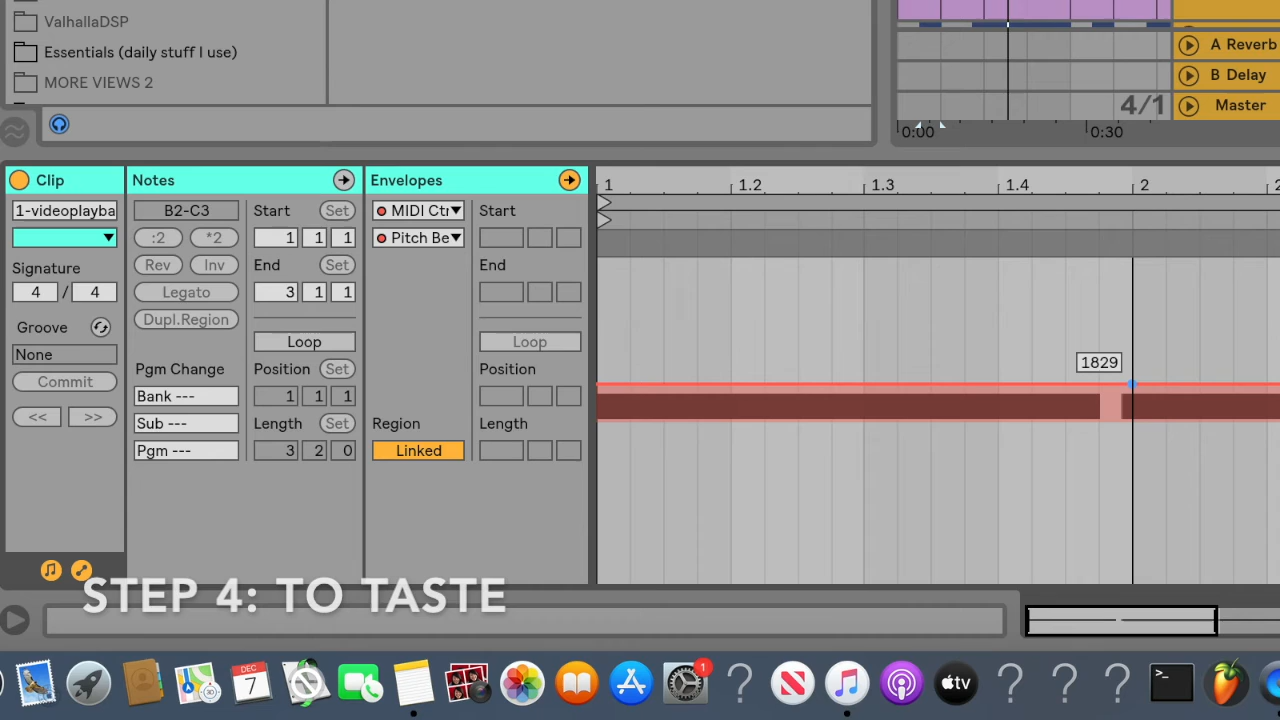 ValhallaDSP
Essentials (daily stuff I use)
MORE VIEWS 2
A Reverb
B Delay
4/1
Master
0:00
0:30
Clip
Notes
Envelopes
1
1.2
1.3
1.4
2
2
1-videoplayba
B2-C3
Start
Set
MIDI Ctr
Start
:2
*2
1
1
1
Pitch Be
Rev
Inv
End
Set
End
Signature
4
/
4
Legato
3
1
1
Groove
Dupl.Region
None
Loop
Loop
1829
Commit
Pgm Change
Position
Set
Position
Bank ---
1
1
1
<<
>>
Sub ---
Length
Set
Region
Length
Pgm ---
3
2
0
Linked
STEP 4: TO TASTE
DEC
7
1
tv